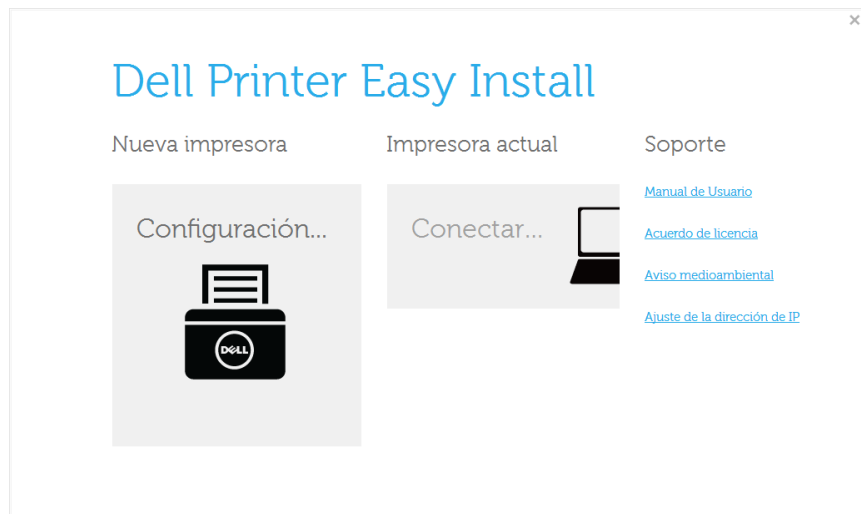 Dell Printer Easy Install
Nueva impresora
Configuración...
DELL
Impresora actual
Conectar...
Soporte
Manual de Usuario
Acuerdo de licencia
Aviso medioambiental
Ajuste de la dirección de IP